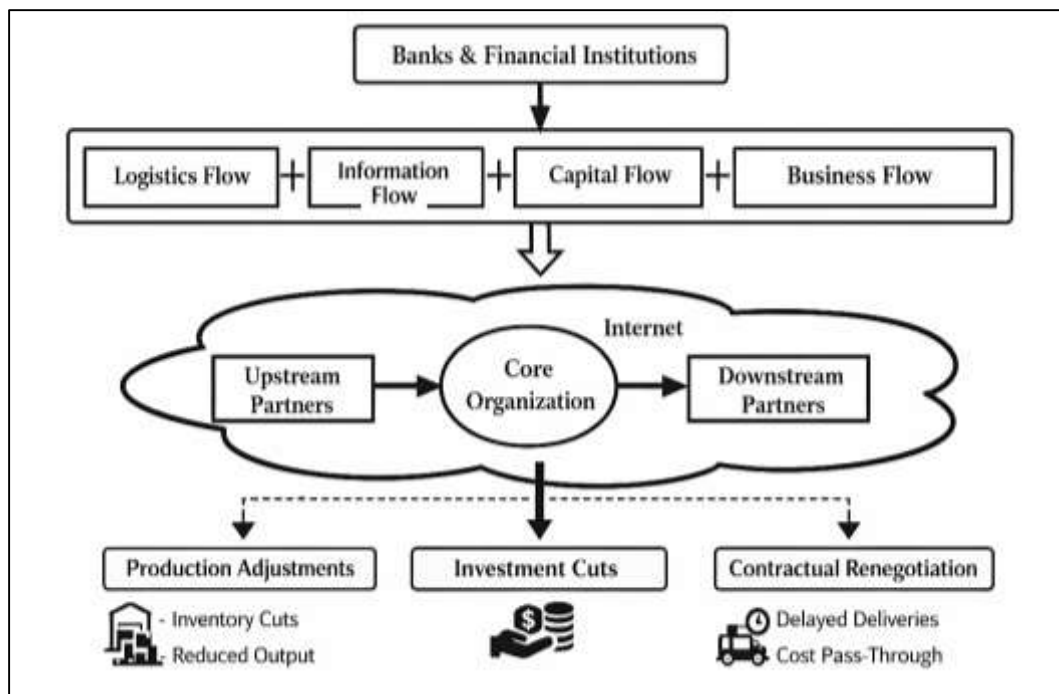 Banks & Financial Institutions
Logistics Flow + Information Flow + Capital Flow + Business Flow
Internet
Upstream Partners
Core Organization
Downstream Partners
Production Adjustments
Investment Cuts
Contractual Renegotiation
- Inventory Cuts
- Reduced Output
$
- Delayed Deliveries
- Cost Pass-Through